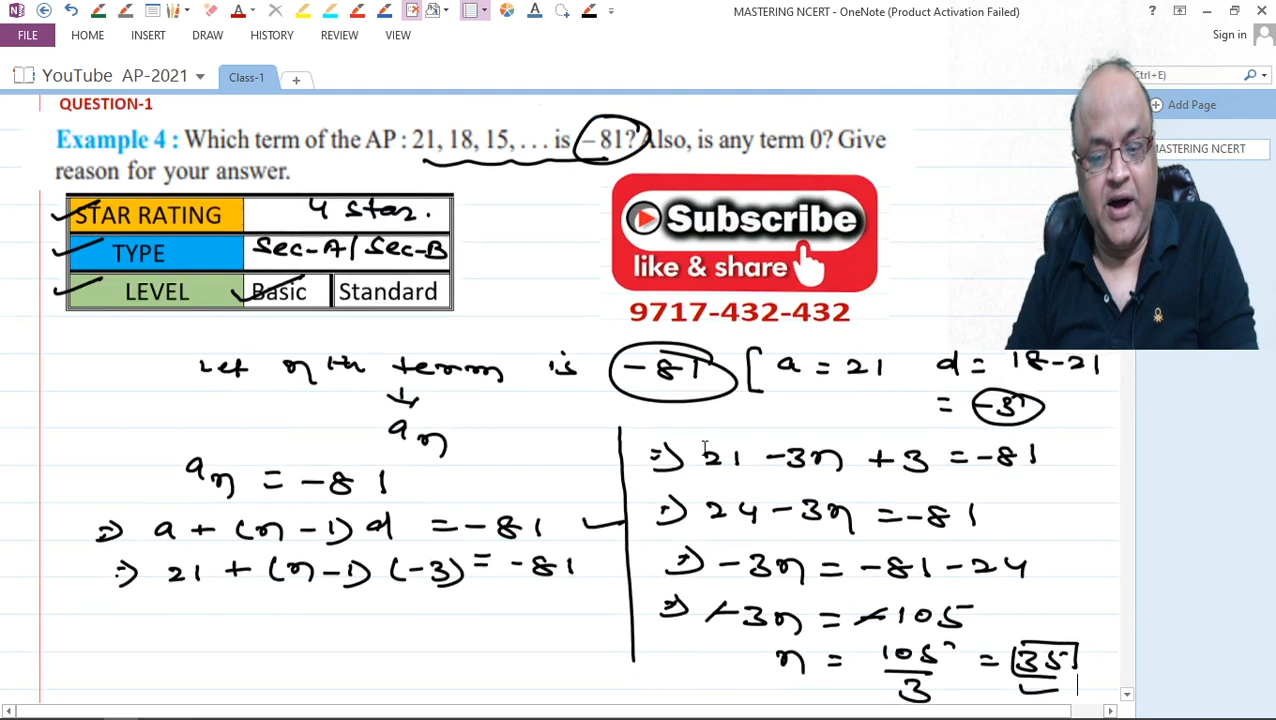 MASTERING NCERT - OneNote (Product Activation Failed)
FILE HOME INSERT DRAW HISTORY REVIEW VIEW
Sign in
YouTube AP-2021 Class-1
Ctrl+E)
Add Page
MASTERING NCERT
QUESTION-1
Example 4 : Which term of the AP : 21, 18, 15, . . . is – 81? Also, is any term 0? Give
reason for your answer.
STAR RATING 4 star.
TYPE Sec-A/Sec-B
LEVEL Basic Standard
Subscribe
like & share
9717-432-432
Let nth term is -81 [ a = 21 d = 18-21
= -3
an
an = -81
⇒ a + (n-1) d = -81
⇒ 21 + (n-1) (-3) = -81
⇒ 21 -3n +3 = -81
⇒ 24 -3n = -81
⇒ -3n = -81-24
⇒ -3n = -105
n = 105/3 = 35